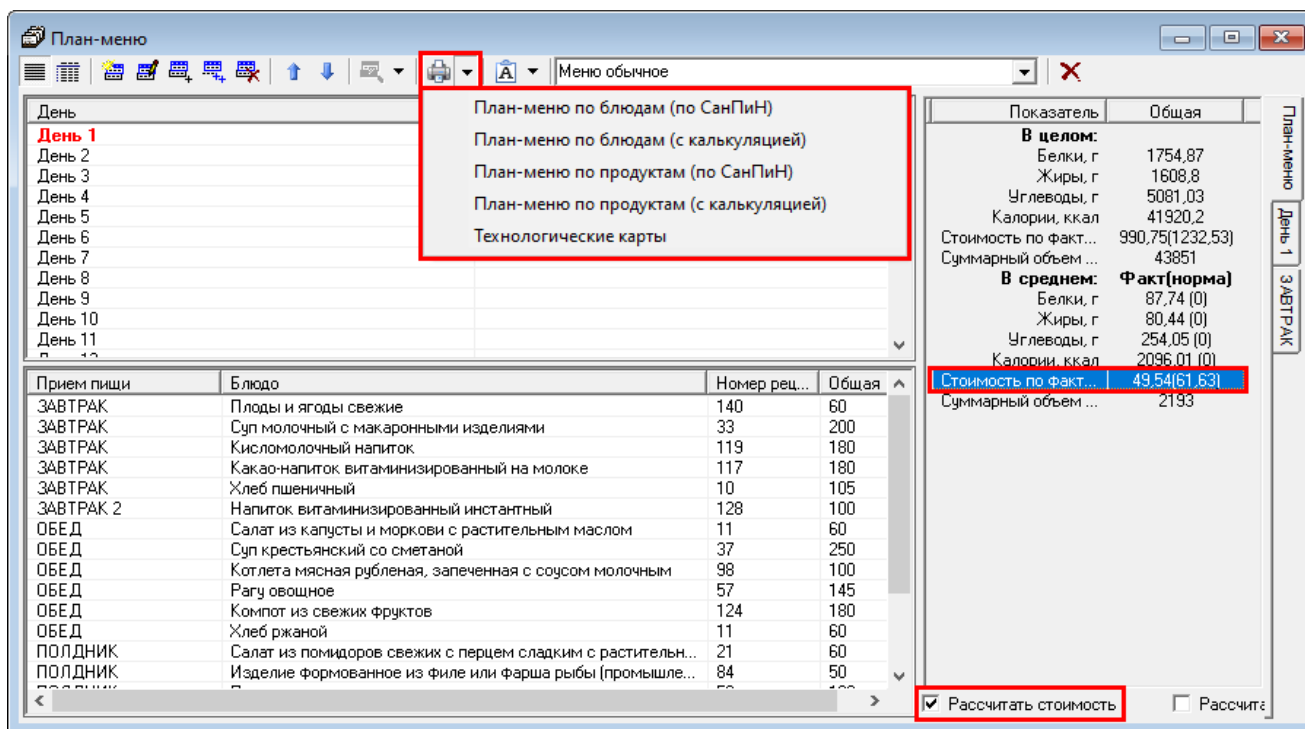 План-меню
Меню обычное
План-меню по блюдам (по СанПиН)
План-меню по блюдам (с калькуляцией)
План-меню по продуктам (по СанПиН)
План-меню по продуктам (с калькуляцией)
Технологические карты
День
День 1
День 2
День 3
День 4
День 5
День 6
День 7
День 8
День 9
День 10
День 11
Прием пищи Блюдо Номер рец... Общая
ЗАВТРАК Плоды и ягоды свежие 140 60
ЗАВТРАК Суп молочный с макаронными изделиями 33 200
ЗАВТРАК Кисломолочный напиток 119 180
ЗАВТРАК Какао-напиток витаминизированный на молоке 117 180
ЗАВТРАК Хлеб пшеничный 10 105
ЗАВТРАК 2 Напиток витаминизированный инстантный 128 100
ОБЕД Салат из капусты и моркови с растительным маслом 11 60
ОБЕД Суп крестьянский со сметаной 37 250
ОБЕД Котлета мясная рубленая, запеченная с соусом молочным 98 100
ОБЕД Рагу овощное 57 145
ОБЕД Компот из свежих фруктов 124 180
ОБЕД Хлеб ржаной 11 60
ПОЛДНИК Салат из помидоров свежих с перцем сладким с растительн... 21 60
ПОЛДНИК Изделие формованное из филе или фарша рыбы (промышле... 84 50
Показатель Общая
В целом:
Белки, г 1754,87
Жиры, г 1608,8
Углеводы, г 5081,03
Калории, ккал 41920,2
Стоимость по факт... 990,75(1232,53)
Суммарный объем ... 43851
В среднем: Факт(норма)
Белки, г 87,74 (0)
Жиры, г 80,44 (0)
Углеводы, г 254,05 (0)
Калории, ккал 2096,01 (0)
Стоимость по факт... 49,54(61,63)
Суммарный объем ... 2193
Рассчитать стоимость Рассчита
План-меню
День 1
ЗАВТРАК